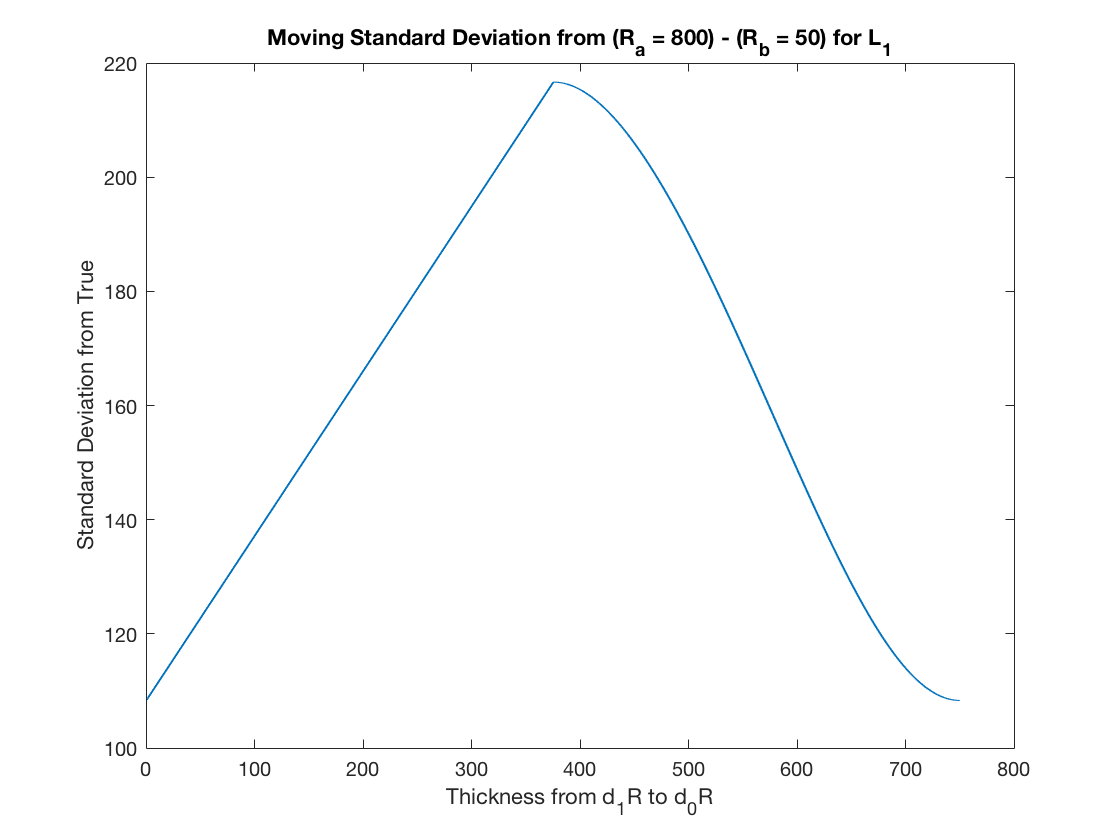 Moving Standard Deviation from (Rₐ = 800) - (R_b = 50) for L₁
220
200
180
160
140
120
100
Standard Deviation from True
0 100 200 300 400 500 600 700 800
Thickness from d₁R to d₀R